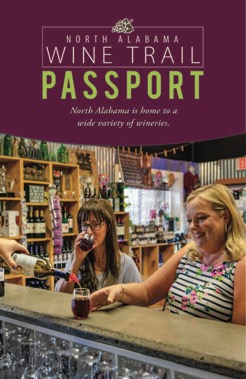 NORTH ALABAMA
WINE TRAIL
PASSPORT
North Alabama is home to a
wide variety of wineries.